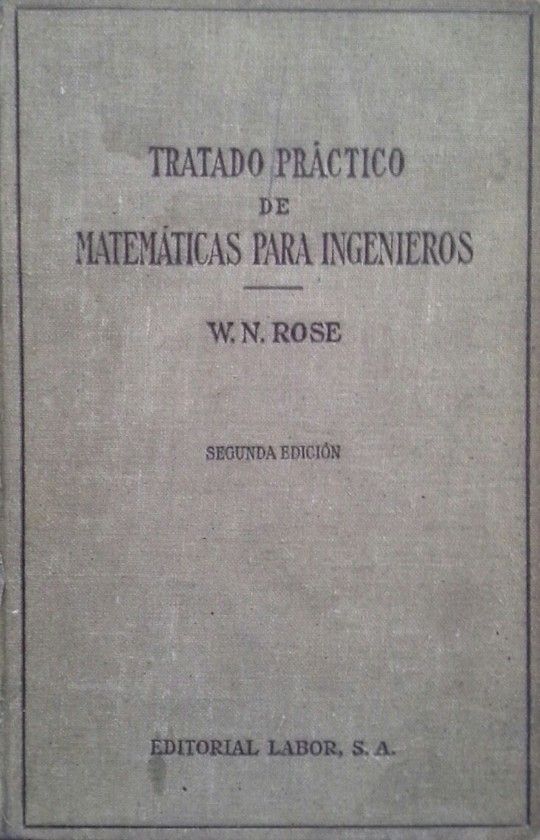 TRATADO PRÁCTICO
DE
MATEMÁTICAS PARA INGENIEROS
W. N. ROSE
SEGUNDA EDICIÓN
EDITORIAL LABOR, S. A.